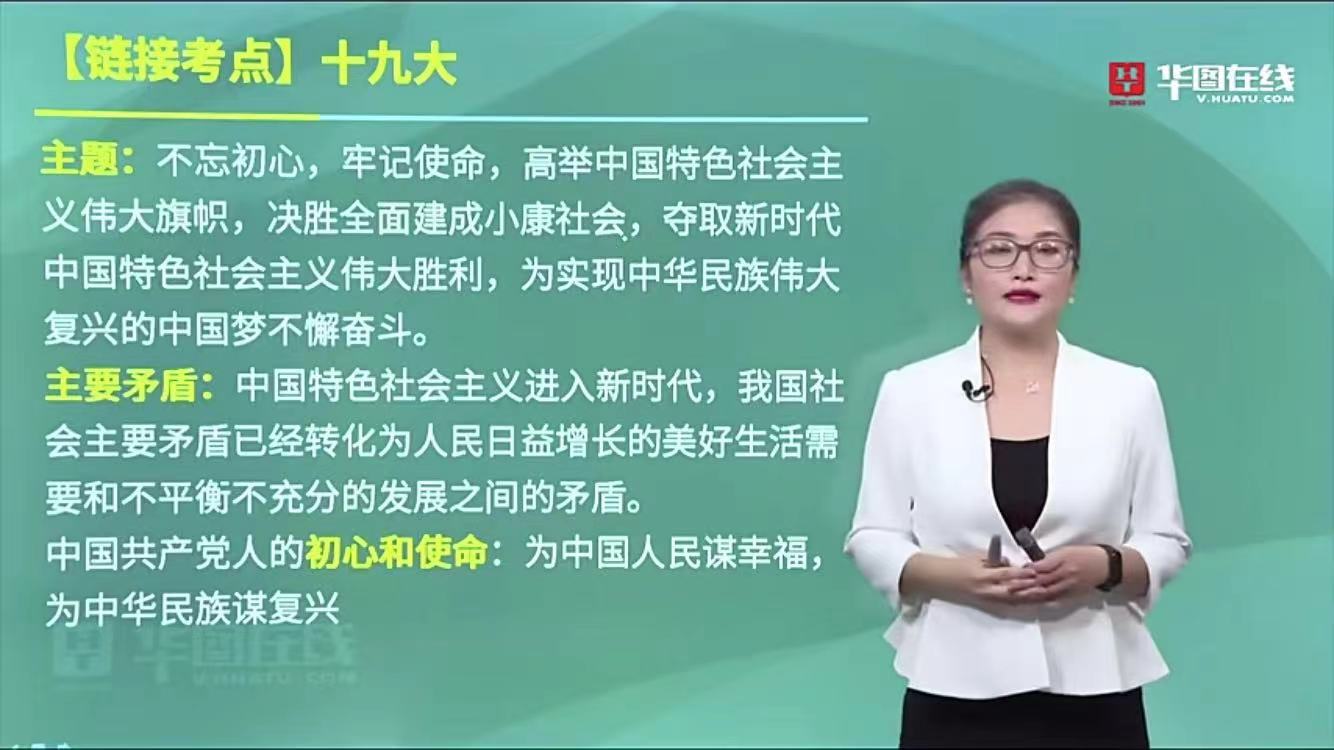 【链接考点】十九大
华图在线
V.HUATU.COM
主题：不忘初心，牢记使命，高举中国特色社会主
义伟大旗帜，决胜全面建成小康社会，夺取新时代
中国特色社会主义伟大胜利，为实现中华民族伟大
复兴的中国梦不懈奋斗。
主要矛盾：中国特色社会主义进入新时代，我国社
会主要矛盾已经转化为人民日益增长的美好生活需
要和不平衡不充分的发展之间的矛盾。
中国共产党人的初心和使命：为中国人民谋幸福，
为中华民族谋复兴
华图在线
V.HUATU.COM